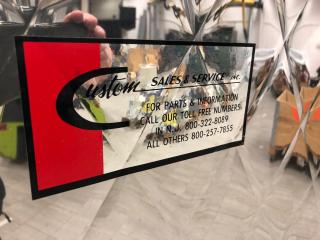 Custom SALES & SERVICE INC.
FOR PARTS & INFORMATION
CALL OUR TOLL FREE NUMBERS
IN N.J. 800-322-8089
ALL OTHERS 800-257-7855